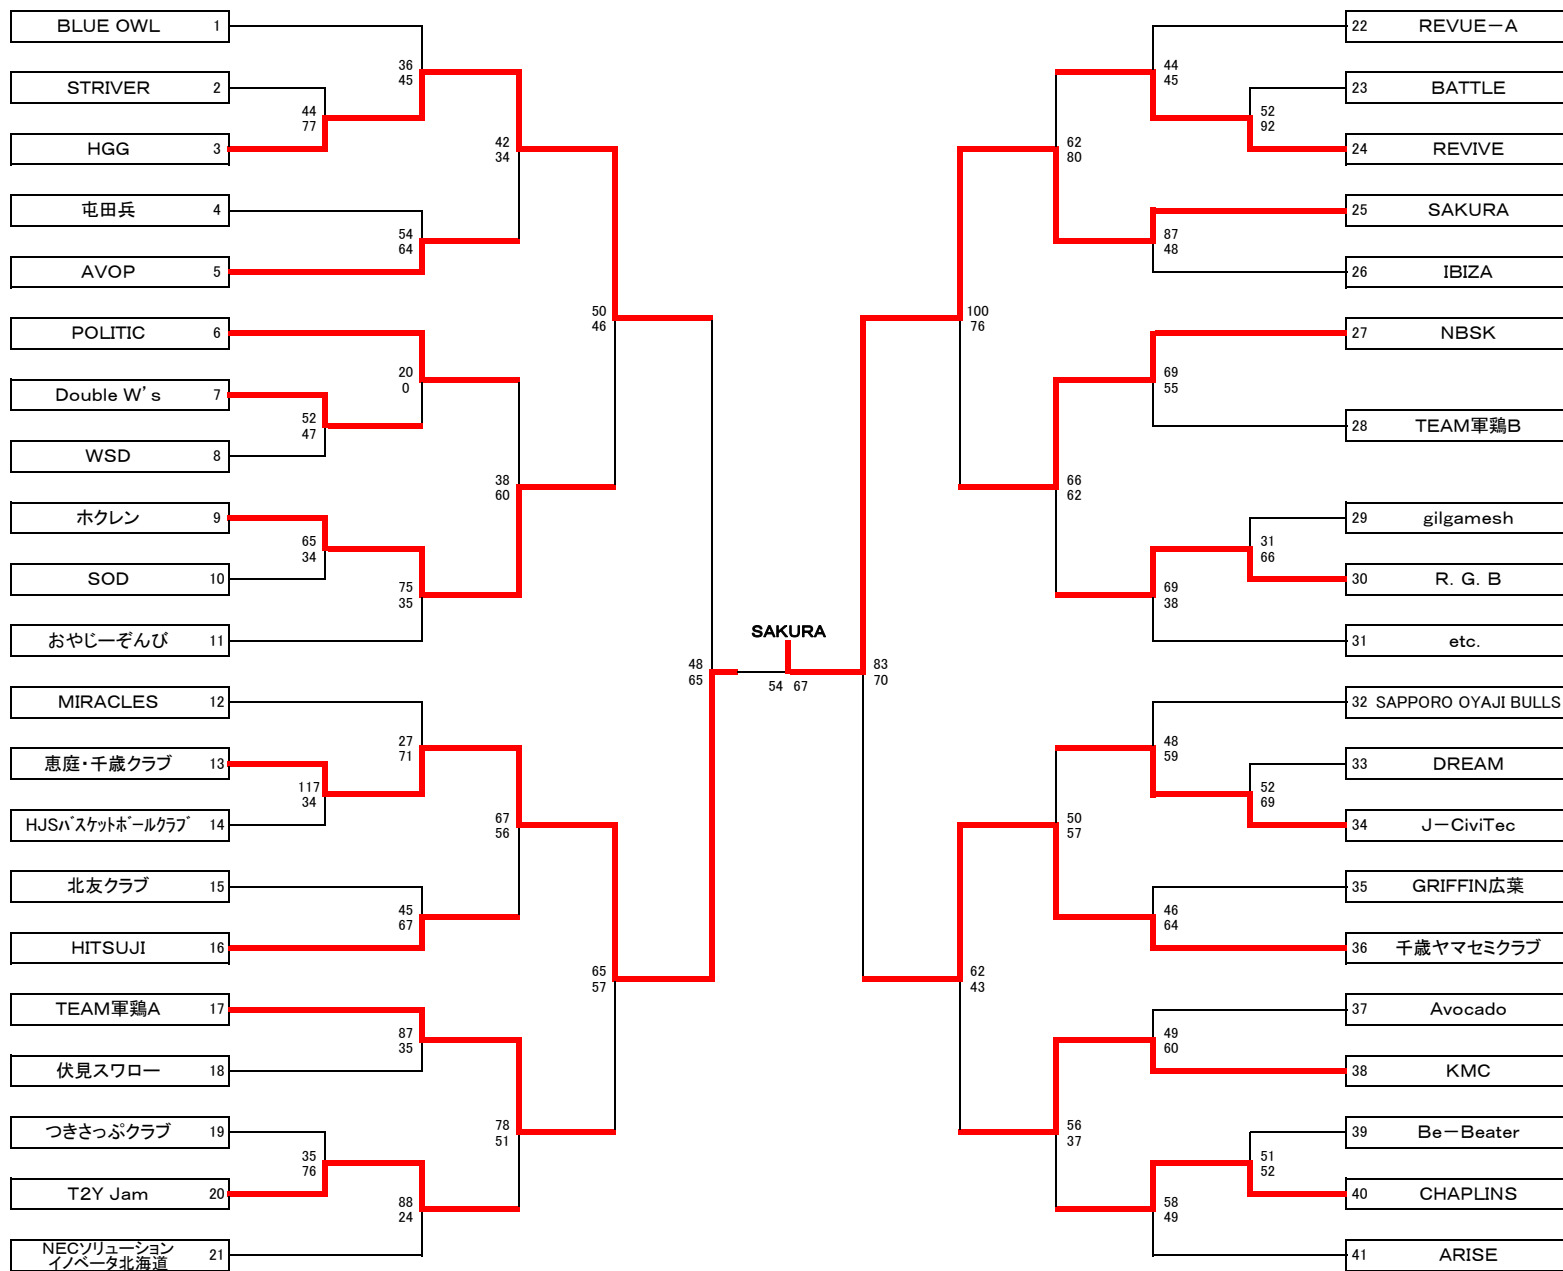 BLUE OWL 1
STRIVER 2
HGG 3
屯田兵 4
AVOP 5
POLITIC 6
Double W's 7
WSD 8
ホクレン 9
SOD 10
おやじーぞんび 11
MIRACLES 12
恵庭・千歳クラブ 13
HJSバスケットボールクラブ 14
北友クラブ 15
HITSUJI 16
TEAM軍鶏A 17
伏見スワロー 18
つきさっぷクラブ 19
T2Y Jam 20
NECソリューション
イノベータ北海道 21
36
45
44
77
42
34
54
64
50
46
20
0
52
47
38
60
65
34
75
35
48
65
27
71
117
34
67
56
45
67
65
57
87
35
78
51
35
76
88
24
SAKURA
54 67
83
70
44
45
52
92
62
80
87
48
100
76
69
55
66
62
31
66
69
38
48
59
52
69
50
57
46
64
62
43
49
60
56
37
51
52
58
49
22 REVUE－A
23 BATTLE
24 REVIVE
25 SAKURA
26 IBIZA
27 NBSK
28 TEAM軍鶏B
29 gilgamesh
30 R. G. B
31 etc.
32 SAPPORO OYAJI BULLS
33 DREAM
34 J－CiviTec
35 GRIFFIN広葉
36 千歳ヤマセミクラブ
37 Avocado
38 KMC
39 Be－Beater
40 CHAPLINS
41 ARISE